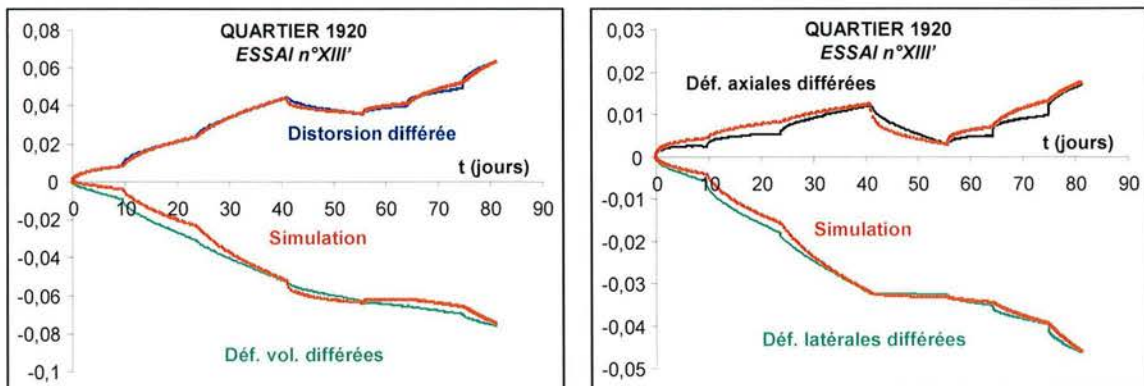 QUARTIER 1920
ESSAI n°XIII'
0,08
0,06
0,04
0,02
0
-0,02
-0,04
-0,06
-0,08
-0,1
Distorsion différée
t (jours)
0 10 20 30 40 50 60 70 80 90
Simulation
Déf. vol. différées
QUARTIER 1920
ESSAI n°XIII'
0,03
0,02
0,01
0
-0,01
-0,02
-0,03
-0,04
-0,05
Déf. axiales différées
t (jours)
0 10 20 30 40 50 60 70 80 90
Simulation
Déf. latérales différées